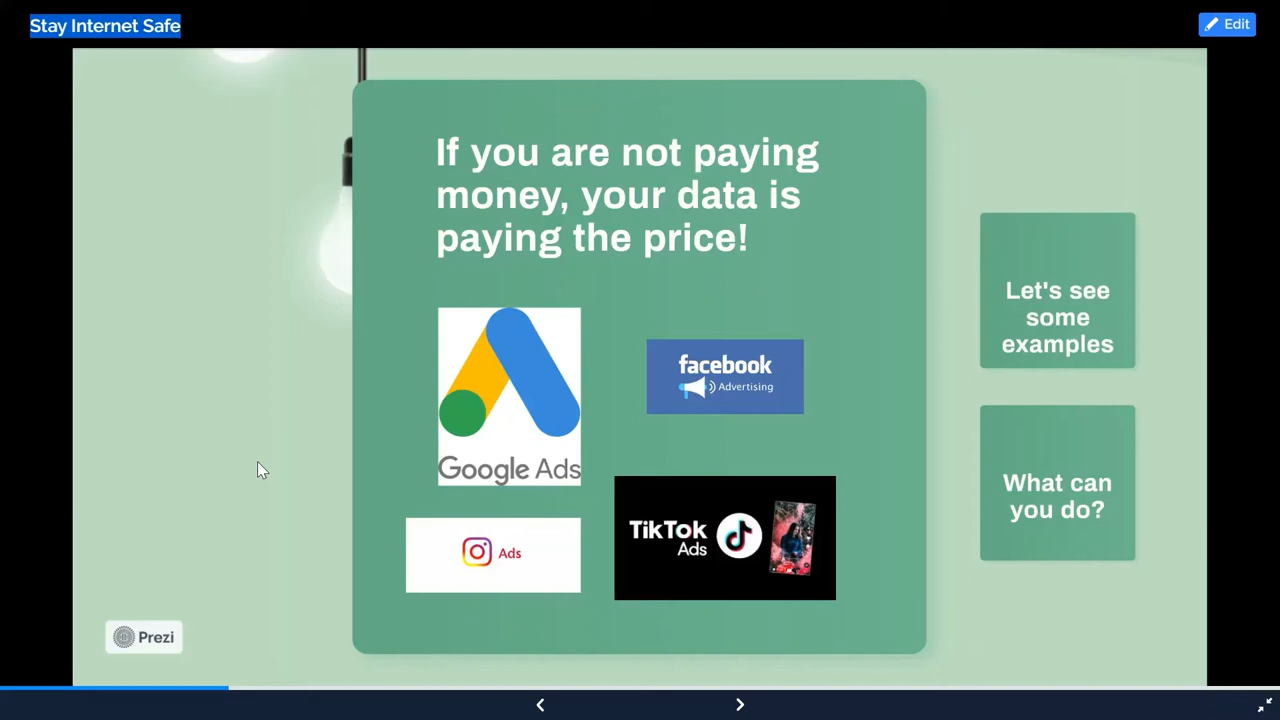 Stay Internet Safe
Edit
If you are not paying
money, your data is
paying the price!
Let's see
some
examples
facebook
Advertising
Google Ads
What can
you do?
TikTok
Ads
Ads
Prezi